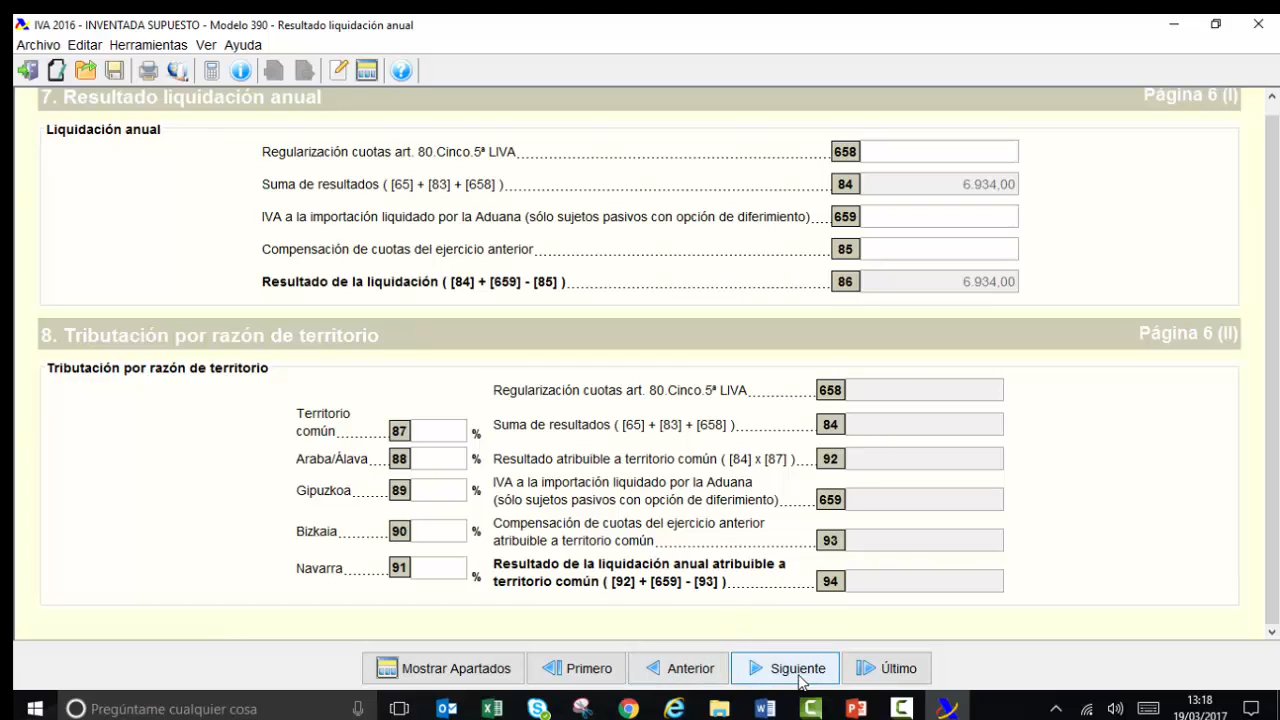 IVA 2016 - INVENTADA SUPUESTO - Modelo 390 - Resultado liquidación anual
Archivo Editar Herramientas Ver Ayuda
7. Resultado liquidación anual Página 6 (I)
Liquidación anual
Regularización cuotas art. 80.Cinco.5ª LIVA 658
Suma de resultados ( [65] + [83] + [658] ) 84 6.934,00
IVA a la importación liquidado por la Aduana (sólo sujetos pasivos con opción de diferimiento) 659
Compensación de cuotas del ejercicio anterior 85
Resultado de la liquidación ( [84] + [659] - [85] ) 86 6.934,00
8. Tributación por razón de territorio Página 6 (II)
Tributación por razón de territorio
Regularización cuotas art. 80.Cinco.5ª LIVA 658
Territorio
común 87 %
Suma de resultados ( [65] + [83] + [658] ) 84
Araba/Álava 88 %
Resultado atribuible a territorio común ( [84] x [87] ) 92
Gipuzkoa 89 %
IVA a la importación liquidado por la Aduana
(sólo sujetos pasivos con opción de diferimiento) 659
Bizkaia 90 %
Compensación de cuotas del ejercicio anterior
atribuible a territorio común 93
Navarra 91 %
Resultado de la liquidación anual atribuible a
territorio común ( [92] + [659] - [93] ) 94
Mostrar Apartados Primero Anterior Siguiente Último
Pregúntame cualquier cosa
13:18
19/03/2017